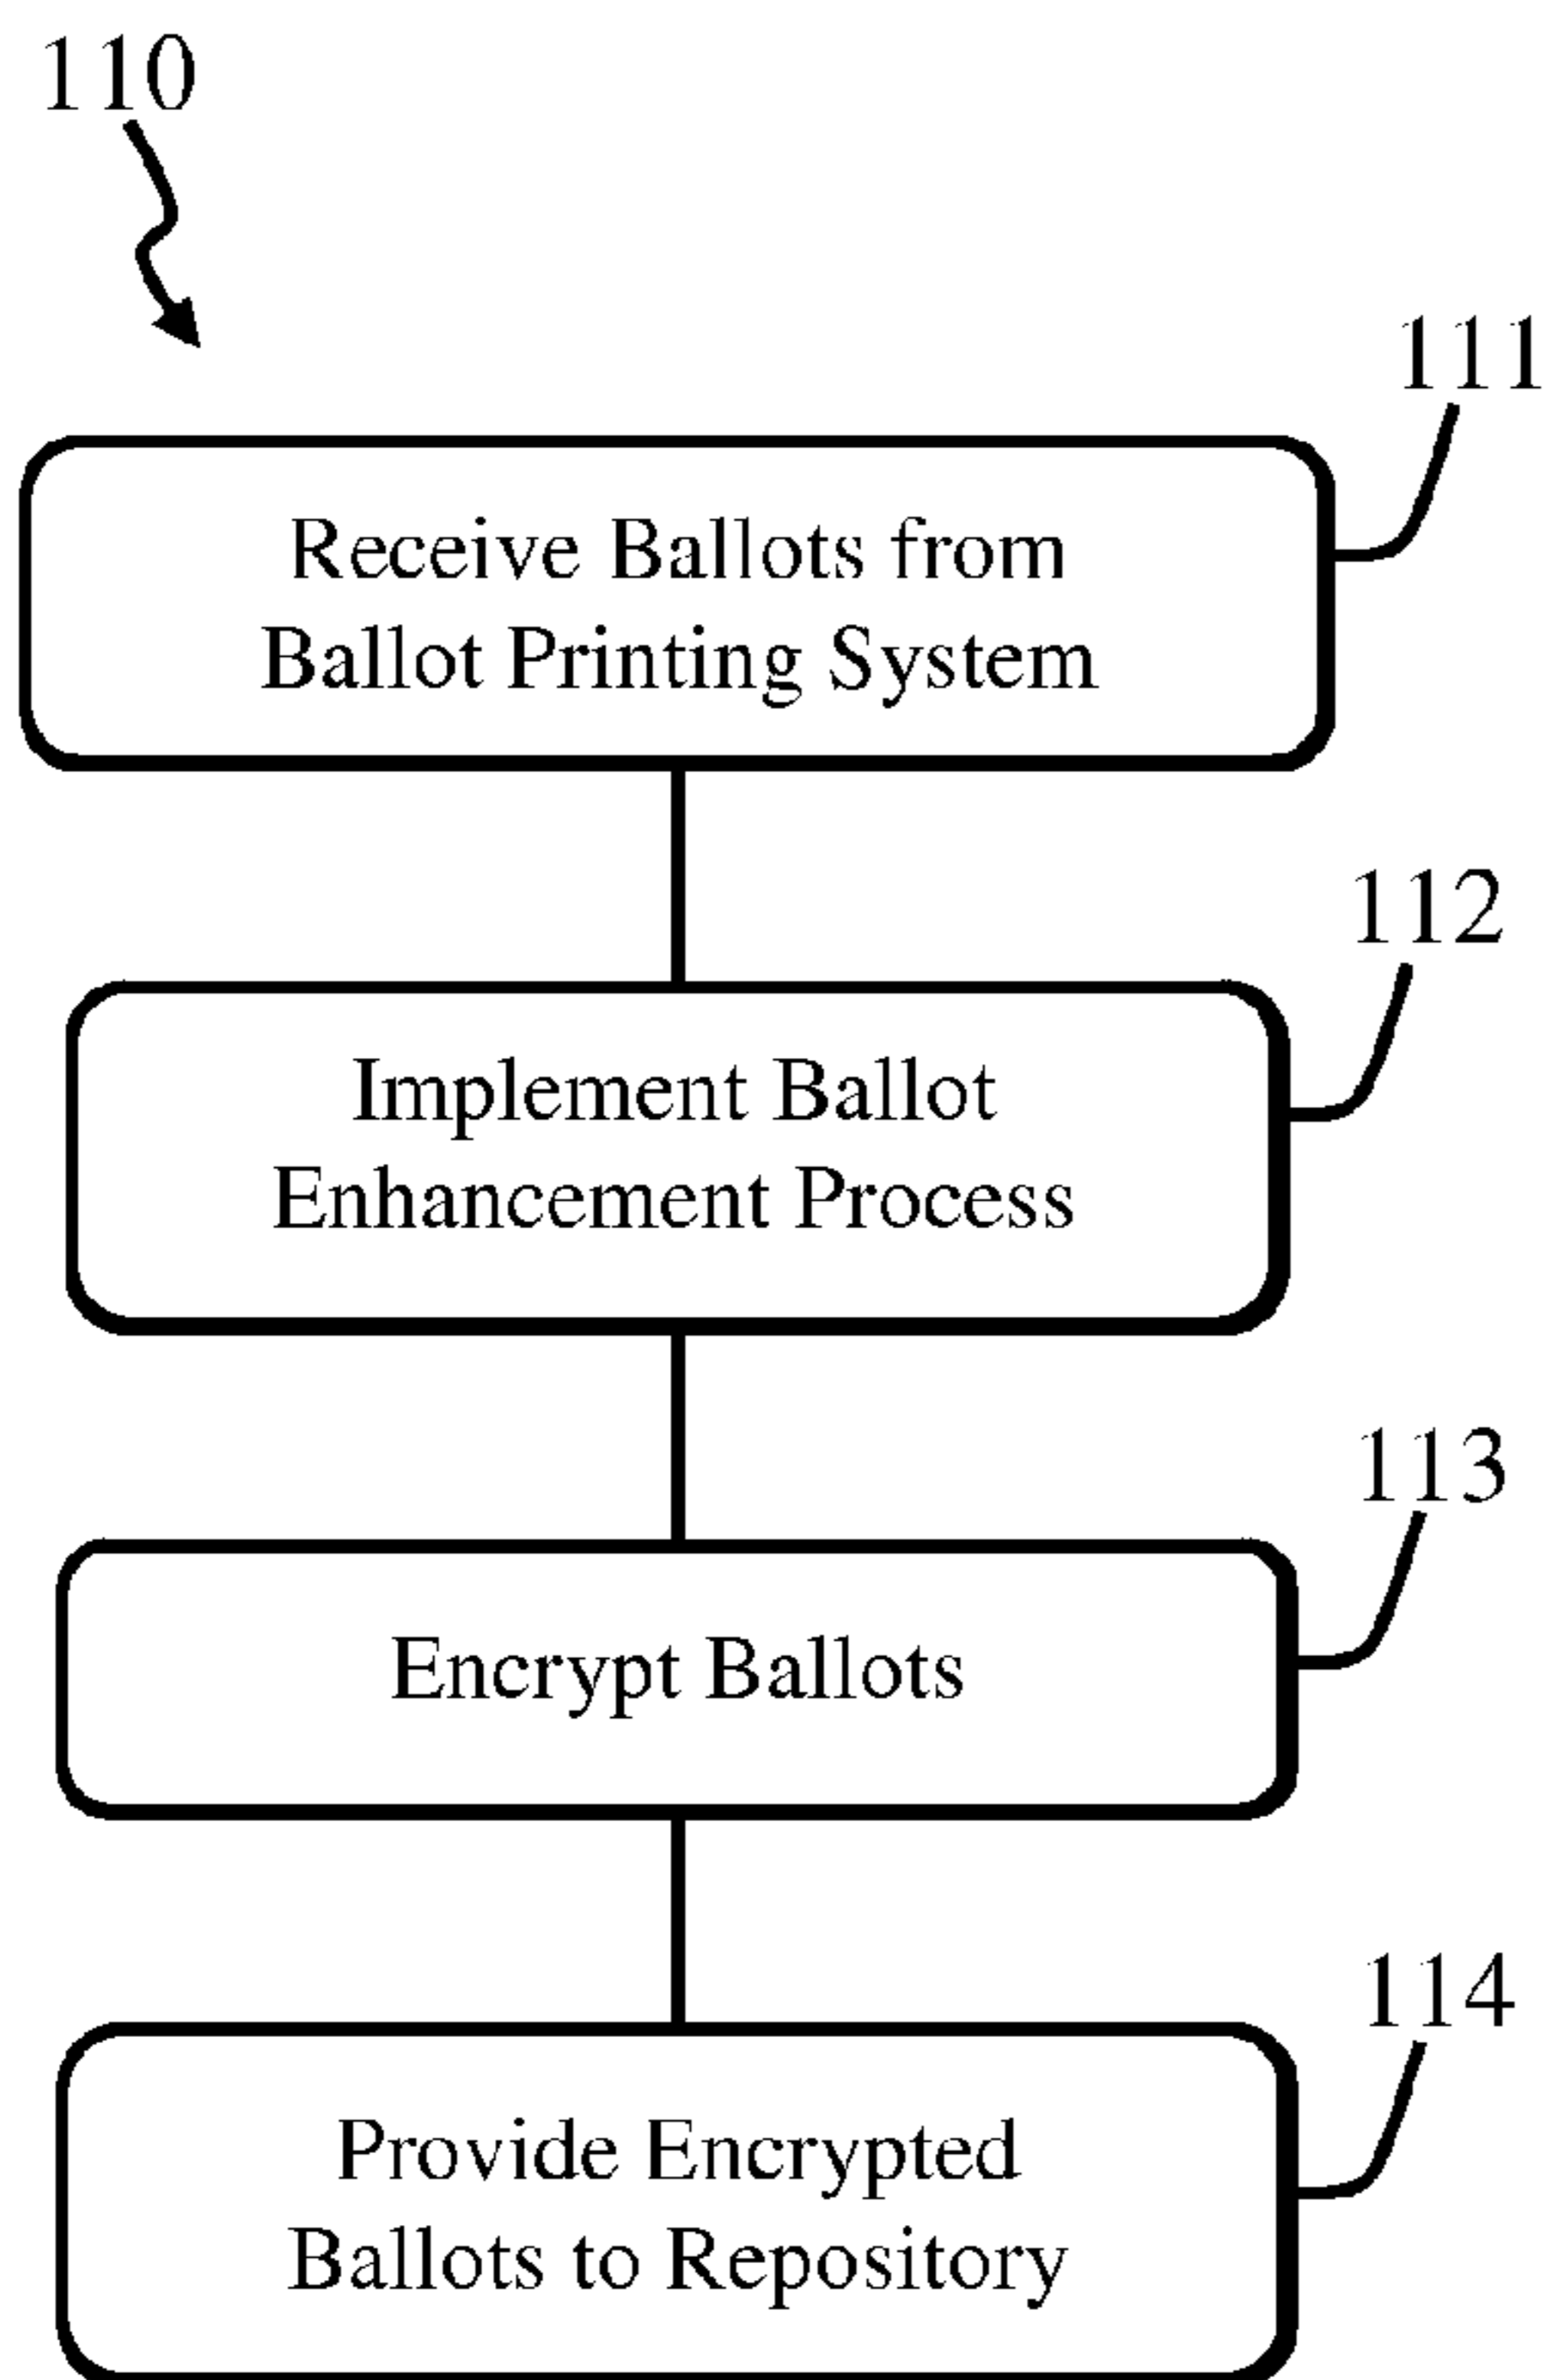 110
111
Receive Ballots from
Ballot Printing System
112
Implement Ballot
Enhancement Process
113
Encrypt Ballots
114
Provide Encrypted
Ballots to Repository